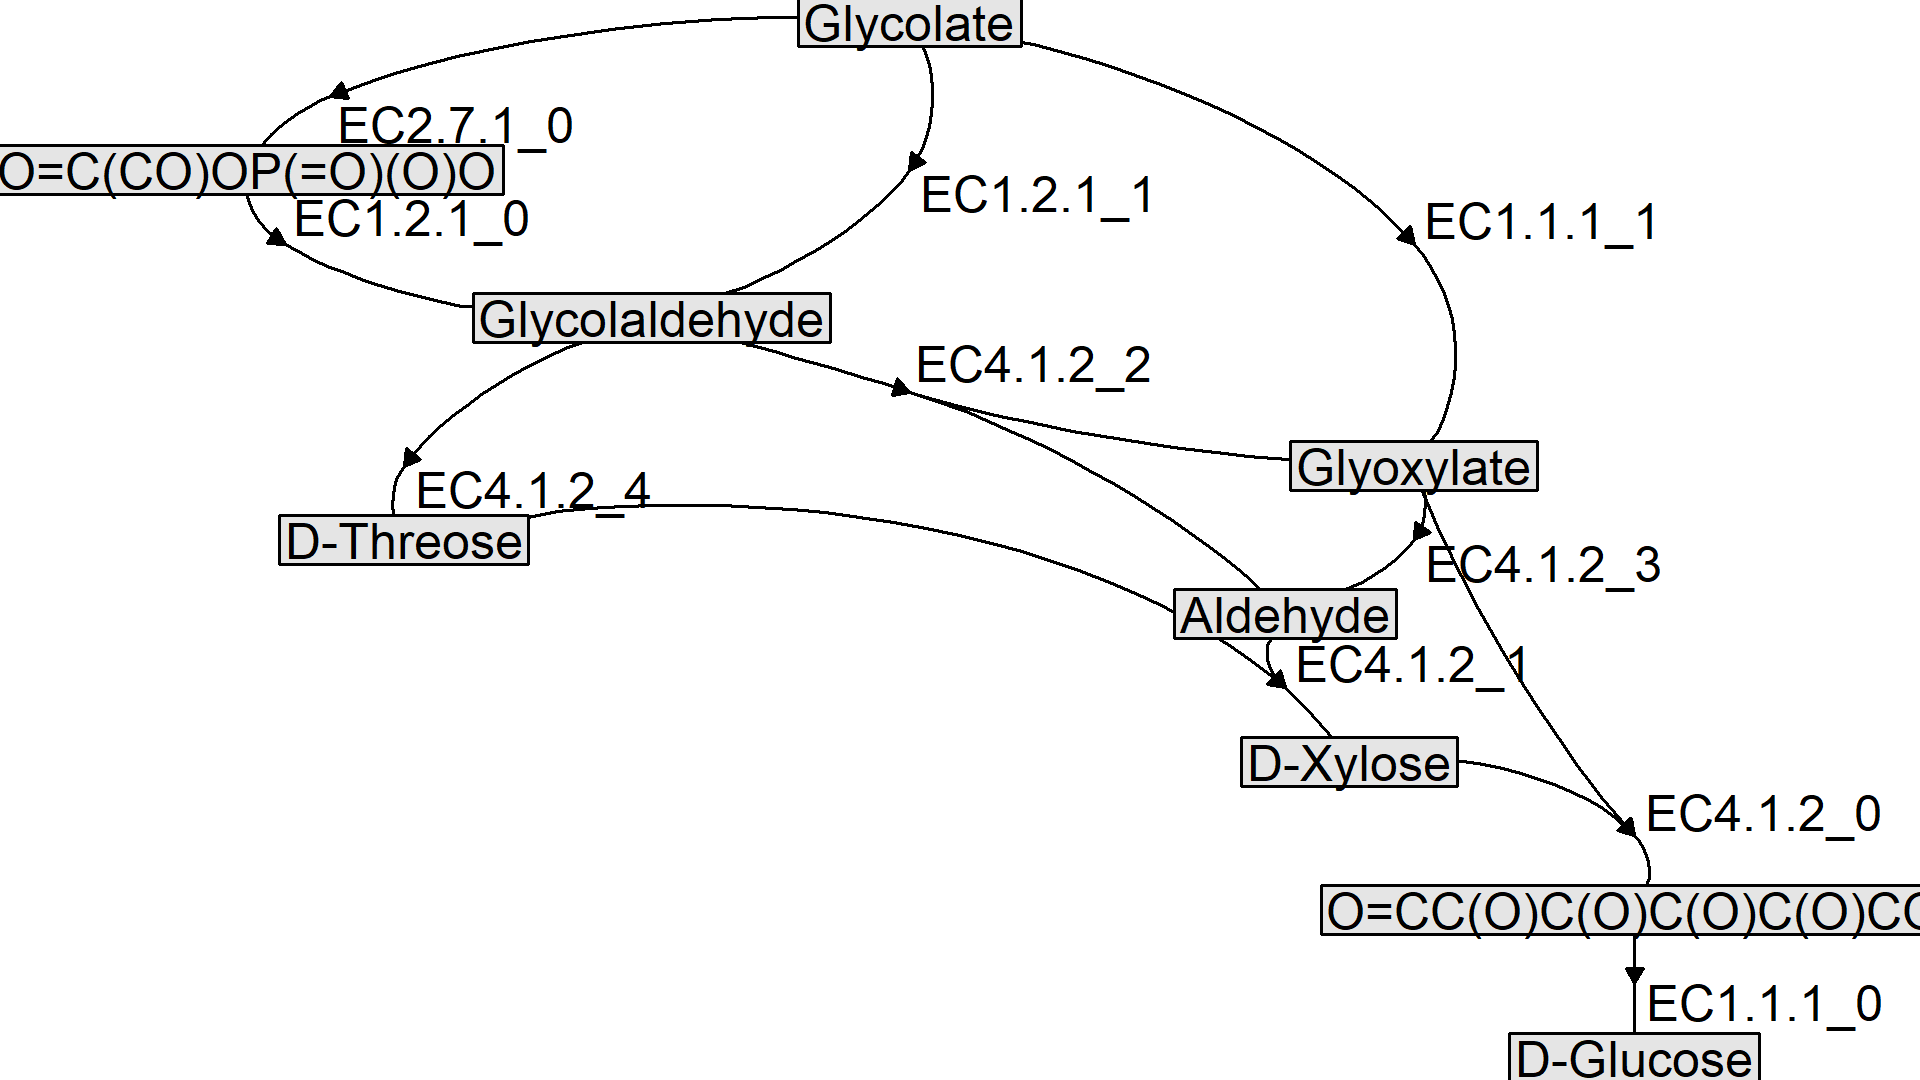 Glycolate
EC2.7.1_0
O=C(CO)OP(=O)(O)O
EC1.2.1_1
EC1.2.1_0
EC1.1.1_1
Glycolaldehyde
EC4.1.2_2
Glyoxylate
EC4.1.2_4
D-Threose
EC4.1.2_3
Aldehyde
EC4.1.2_1
D-Xylose
EC4.1.2_0
O=CC(O)C(O)C(O)C(O)CO
EC1.1.1_0
D-Glucose